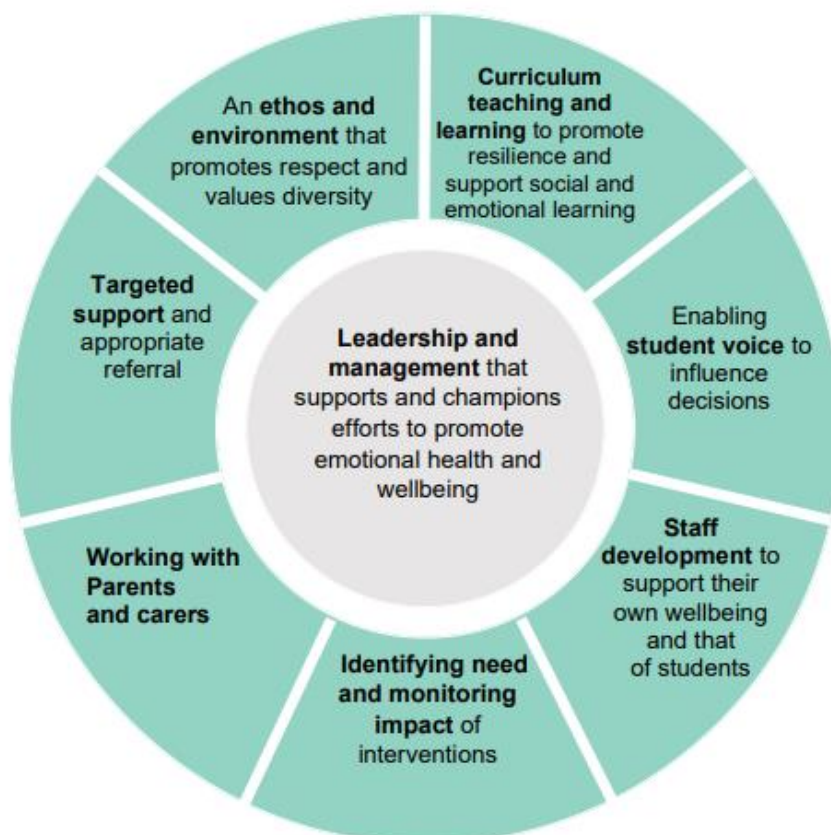 An ethos and
environment that
promotes respect and
values diversity
Curriculum
teaching and
learning to promote
resilience and
support social and
emotional learning
Enabling
student voice to
influence
decisions
Staff
development to
support their
own wellbeing
and that
of students
Identifying need
and monitoring
impact of
interventions
Working with
Parents
and carers
Targeted
support and
appropriate
referral
Leadership and
management that
supports and champions
efforts to promote
emotional health and
wellbeing